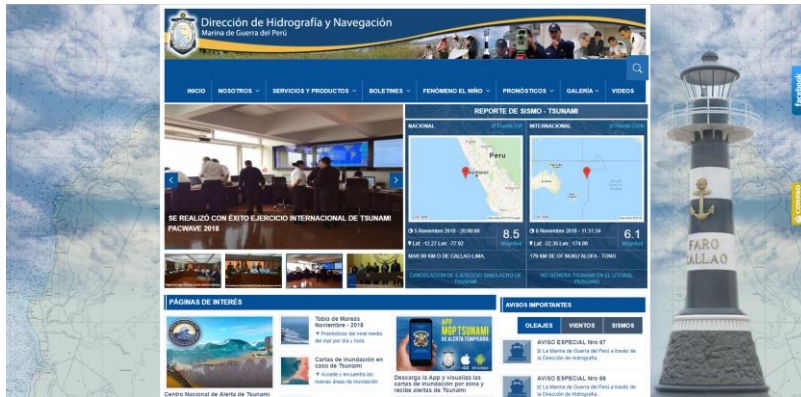 Dirección de Hidrografía y Navegación
Marina de Guerra del Perú
INICIO NOSOTROS SERVICIOS Y PRODUCTOS BOLETINES FENÓMENO EL NIÑO PRONÓSTICOS GALERÍA VIDEOS
facebook
CORREO
REPORTE DE SISMO - TSUNAMI
NACIONAL
INTERNACIONAL
Peru
SE REALIZÓ CON ÉXITO EJERCICIO INTERNACIONAL DE TSUNAMI
PACWAVE 2018
5 Noviembre 2018 - 20:00:00
8.5
Magnitud
Lat: -12.27 Lon: -77.92
MAR 90 KM O DE CALLAO-LIMA.
CANCELACION DE EJERCICIO SIMULACRO DE
TSUNAMI
6 Noviembre 2018 - 11:31:34
6.1
Magnitud
Lat: -22.35 Lon: -174.08
179 KM SE OF NUKU'ALOFA - TONG
NO GENERA TSUNAMI EN EL LITORAL
PERUANO
FARO
CALLAO
PÁGINAS DE INTERÉS
Centro Nacional de Alerta de Tsunami
Tabla de Mareas
Noviembre - 2018
Pronósticos del nivel medio
del mar por día y hora.
Cartas de inundación en
caso de Tsunami
Accede y encuentra las
nuevas áreas de inundación.
APP
MGP TSUNAMI
DE ALERTA TEMPRANA
Descarga la App y visualiza las
cartas de inundación por zona y
recibe alertas de Tsunami
AVISOS IMPORTANTES
OLEAJES VIENTOS SISMOS
AVISO ESPECIAL Nro 67
La Marina de Guerra del Perú a través de
la Dirección de Hidrografía...
AVISO ESPECIAL Nro 66
La Marina de Guerra del Perú a través de
la Dirección de Hidrografía...